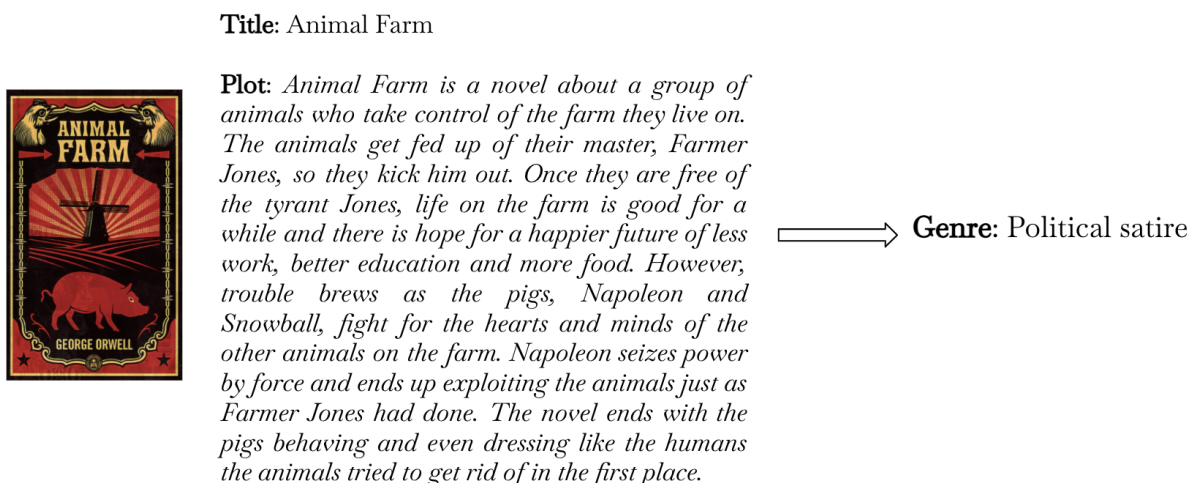 Title: Animal Farm
Plot: Animal Farm is a novel about a group of
animals who take control of the farm they live on.
The animals get fed up of their master, Farmer
Jones, so they kick him out. Once they are free of
the tyrant Jones, life on the farm is good for a
while and there is hope for a happier future of less
work, better education and more food. However,
trouble brews as the pigs, Napoleon and
Snowball, fight for the hearts and minds of the
other animals on the farm. Napoleon seizes power
by force and ends up exploiting the animals just as
Farmer Jones had done. The novel ends with the
pigs behaving and even dressing like the humans
the animals tried to get rid of in the first place.
ANIMAL
FARM
GEORGE ORWELL
Genre: Political satire